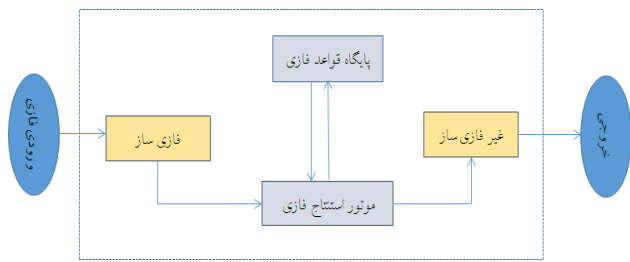 پایگاه قواعد فازی
ورودی فازی
فازی ساز
غیر فازی ساز
خروجی
موتور استنتاج فازی